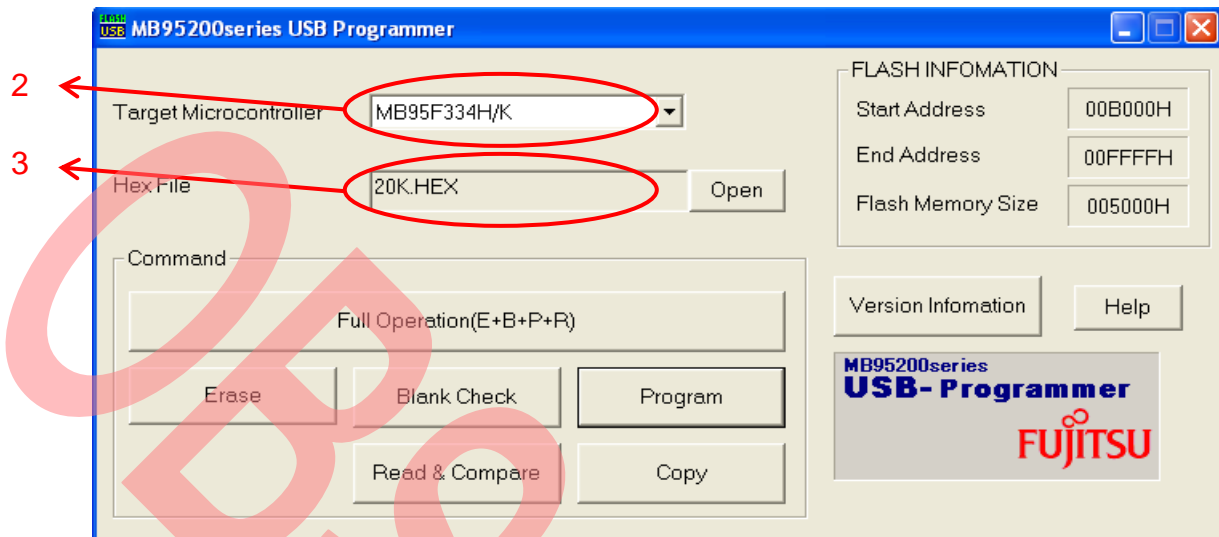 FLASH
USB MB95200series USB Programmer
2
Target Microcontroller MB95F334H/K
3
Hex File 20K.HEX Open
FLASH INFOMATION
Start Address 00B000H
End Address 00FFFFH
Flash Memory Size 005000H
Command
Full Operation(E+B+P+R)
Erase Blank Check Program
Read & Compare Copy
Version Infomation Help
MB95200series
USB-Programmer
FUJITSU